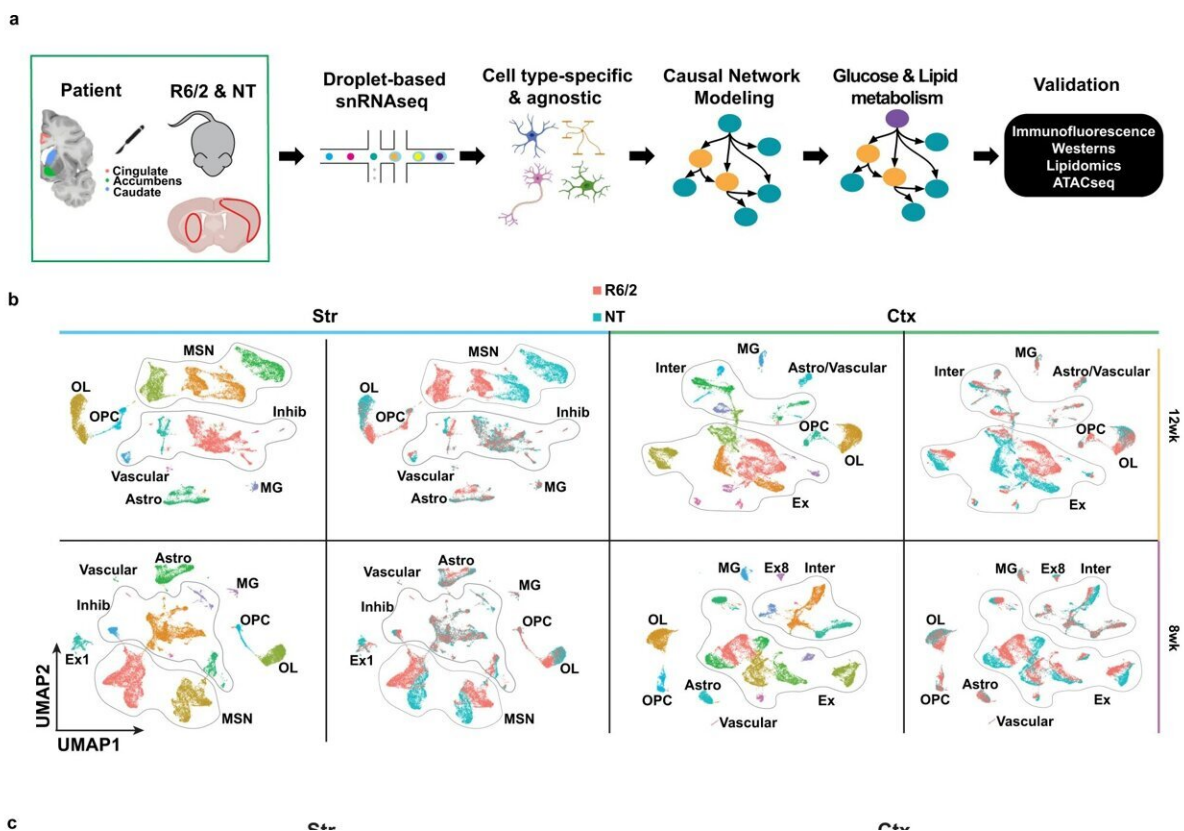 a
Patient
R6/2 & NT
Cingulate
Accumbens
Caudate
Droplet-based
snRNAseq
Cell type-specific
& agnostic
Causal Network
Modeling
Glucose & Lipid
metabolism
Validation
Immunofluorescence
Westerns
Lipidomics
ATACseq
b
R6/2
NT
Str
Ctx
MSN
OL
OPC
Inhib
Vascular
Astro
MG
MSN
OL
OPC
Inhib
Vascular
Astro
MG
MG
Inter
Astro/Vascular
OPC
OL
Ex
MG
Inter
Astro/Vascular
OPC
OL
Ex
12wk
Astro
Vascular
MG
Inhib
OPC
Ex1
OL
MSN
UMAP2
UMAP1
Astro
Vascular
MG
Inhib
OPC
Ex1
OL
MSN
MG
Ex8
Inter
OL
OPC
Astro
Ex
Vascular
MG
Ex8
Inter
OL
OPC
Astro
Ex
Vascular
8wk
c
Str
Ctx